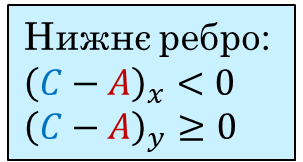 Нижнє ребро:
(C − A)ₓ < 0
(C − A)ᵧ ≥ 0